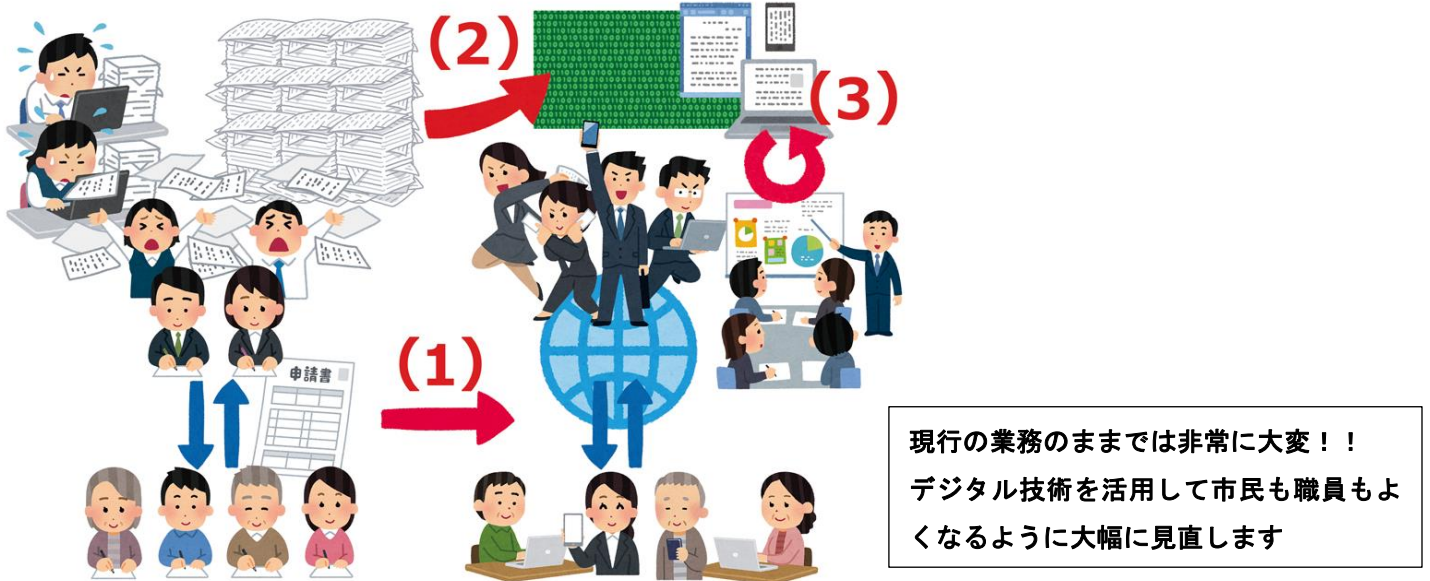 (2)
(3)
(1)
申請書
現行の業務のままでは非常に大変！！
デジタル技術を活用して市民も職員もよ
くなるように大幅に見直します